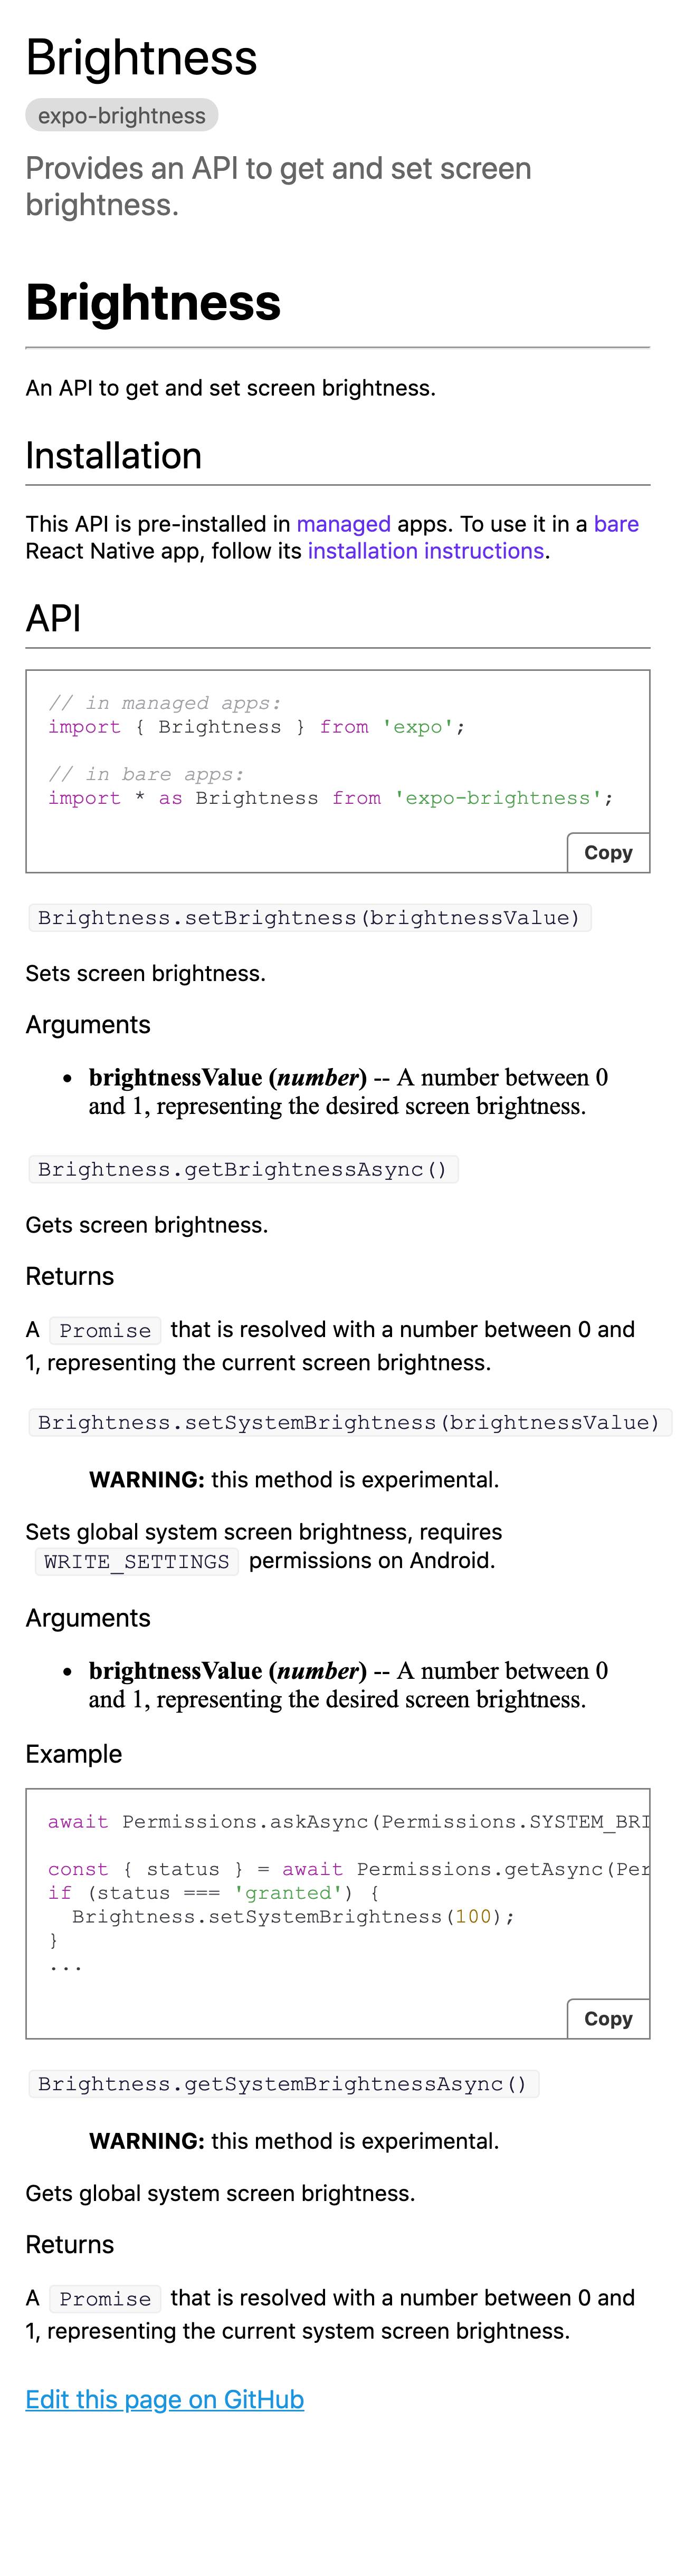 Brightness
expo-brightness
Provides an API to get and set screen
brightness.
Brightness
An API to get and set screen brightness.
Installation
This API is pre-installed in managed apps. To use it in a bare
React Native app, follow its installation instructions.
API
// in managed apps:
import { Brightness } from 'expo';
// in bare apps:
import * as Brightness from 'expo-brightness';
Copy
Brightness.setBrightness(brightnessValue)
Sets screen brightness.
Arguments
• brightnessValue (number) -- A number between 0
and 1, representing the desired screen brightness.
Brightness.getBrightnessAsync()
Gets screen brightness.
Returns
A Promise that is resolved with a number between 0 and
1, representing the current screen brightness.
Brightness.setSystemBrightness(brightnessValue)
WARNING: this method is experimental.
Sets global system screen brightness, requires
WRITE_SETTINGS permissions on Android.
Arguments
• brightnessValue (number) -- A number between 0
and 1, representing the desired screen brightness.
Example
await Permissions.askAsync(Permissions.SYSTEM_BRI
const { status } = await Permissions.getAsync(Per
if (status === 'granted') {
Brightness.setSystemBrightness(100);
}
...
Copy
Brightness.getSystemBrightnessAsync()
WARNING: this method is experimental.
Gets global system screen brightness.
Returns
A Promise that is resolved with a number between 0 and
1, representing the current system screen brightness.
Edit this page on GitHub